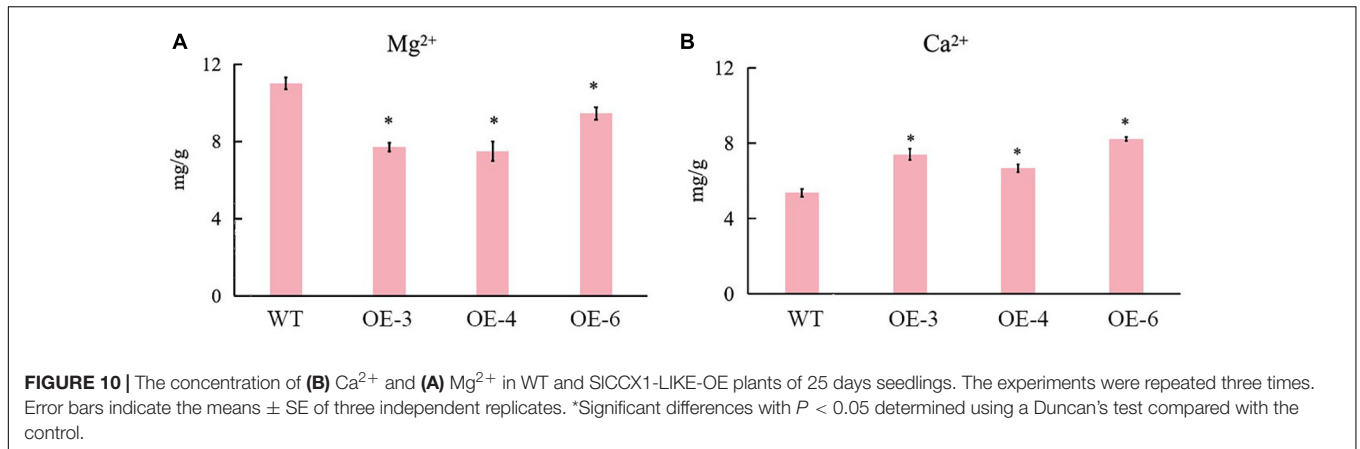 A
Mg²⁺
12
8
4
0
mg/g
*
*
*
WT OE-3 OE-4 OE-6
B
Ca²⁺
12
8
4
0
mg/g
*
*
*
WT OE-3 OE-4 OE-6
FIGURE 10 | The concentration of (B) Ca²⁺ and (A) Mg²⁺ in WT and SlCCX1-LIKE-OE plants of 25 days seedlings. The experiments were repeated three times.
Error bars indicate the means ± SE of three independent replicates. *Significant differences with P < 0.05 determined using a Duncan's test compared with the
control.